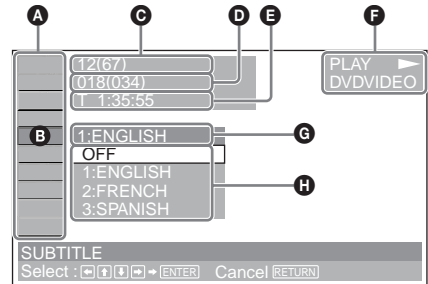 A
C
D
E
F
12(67)
018(034)
T 1:35:55
PLAY
DVDVIDEO
B
1:ENGLISH
G
OFF
1:ENGLISH
2:FRENCH
3:SPANISH
H
SUBTITLE
Select : ENTER Cancel RETURN